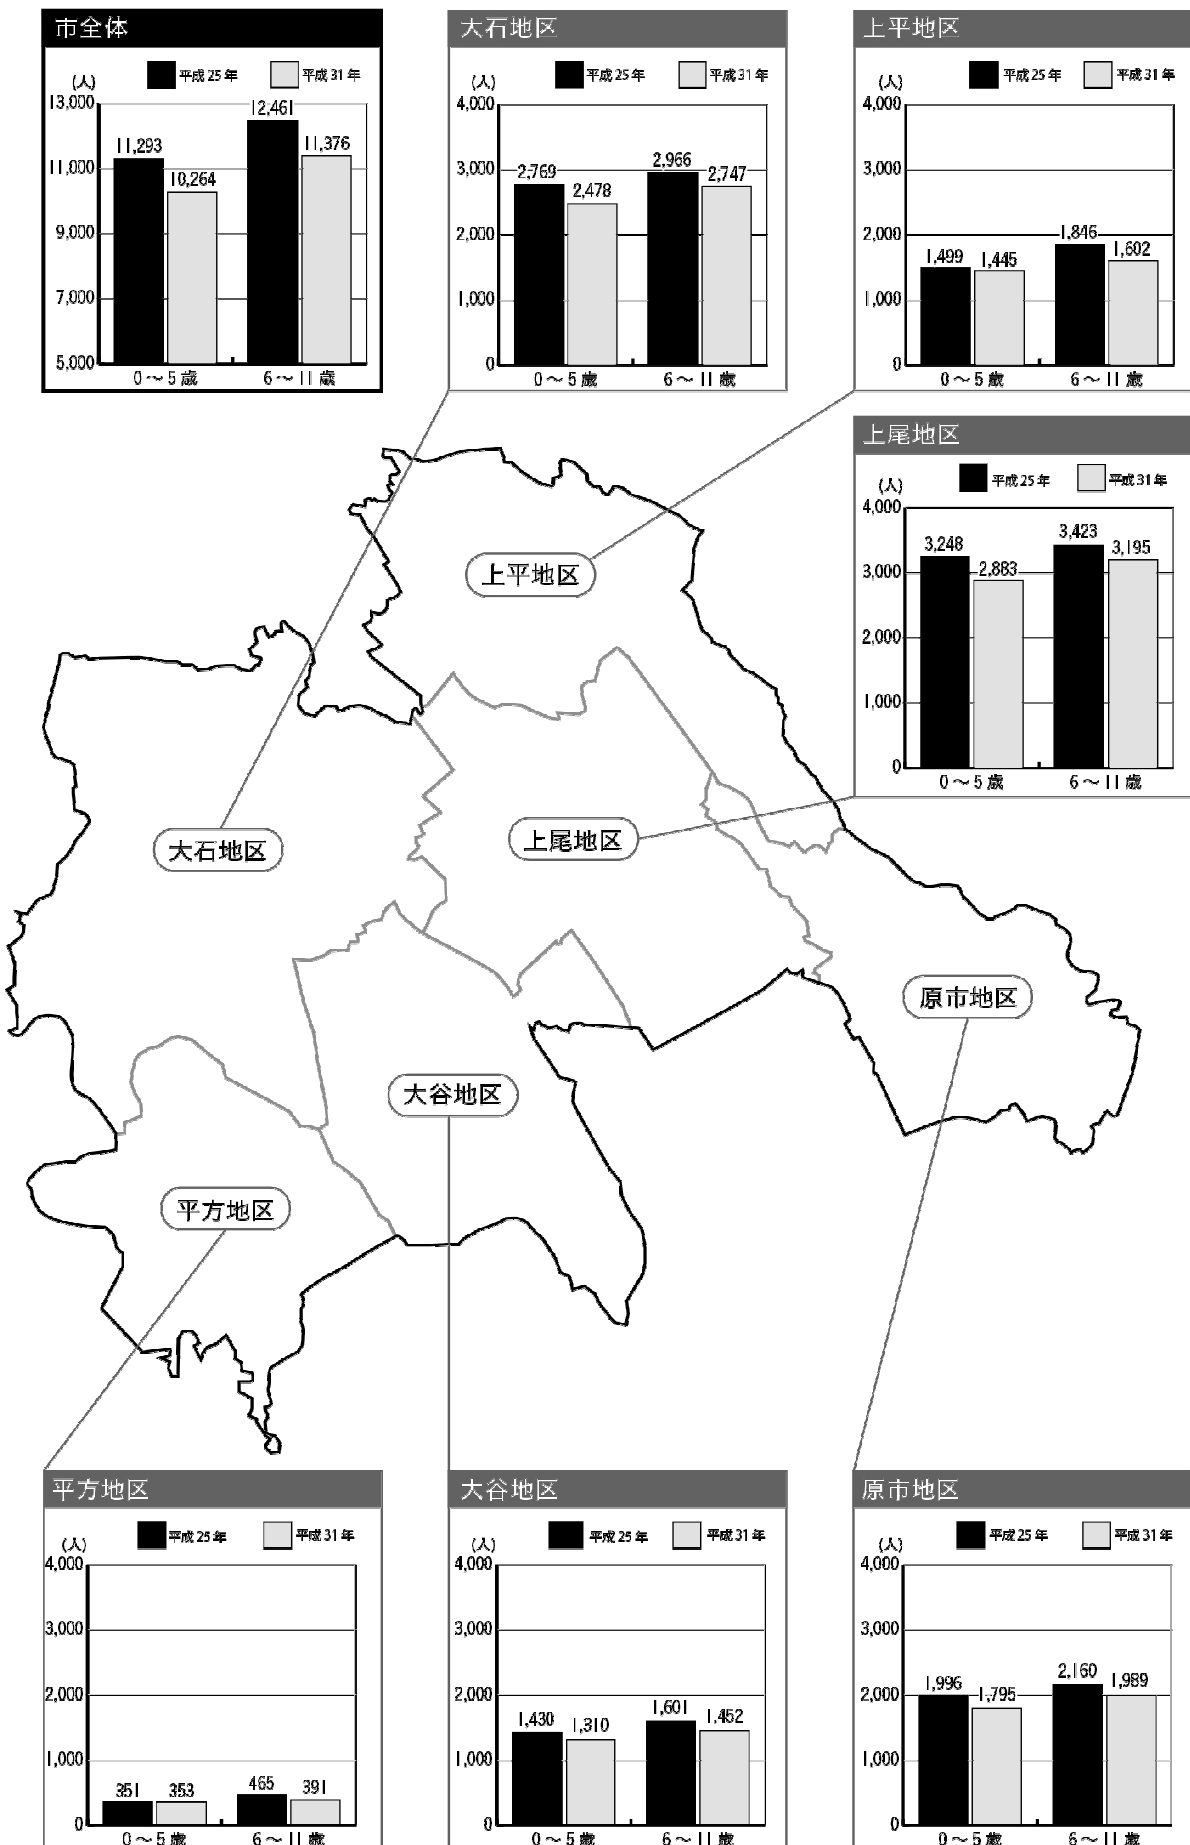 市全体
(人)
平成25年 平成31年
13,000
11,000
9,000
7,000
5,000
11,293
10,264
12,461
11,376
0～5歳 6～11歳
大石地区
(人)
平成25年 平成31年
4,000
3,000
2,000
1,000
0
2,769
2,478
2,966
2,747
0～5歳 6～11歳
上平地区
(人)
平成25年 平成31年
4,000
3,000
2,000
1,000
0
1,499
1,445
1,846
1,602
0～5歳 6～11歳
上尾地区
(人)
平成25年 平成31年
4,000
3,000
2,000
1,000
0
3,248
2,883
3,423
3,195
0～5歳 6～11歳
上平地区
大石地区
上尾地区
原市地区
大谷地区
平方地区
平方地区
(人)
平成25年 平成31年
4,000
3,000
2,000
1,000
0
351
353
465
391
0～5歳 6～11歳
大谷地区
(人)
平成25年 平成31年
4,000
3,000
2,000
1,000
0
1,430
1,310
1,601
1,452
0～5歳 6～11歳
原市地区
(人)
平成25年 平成31年
4,000
3,000
2,000
1,000
0
1,996
1,795
2,160
1,989
0～5歳 6～11歳